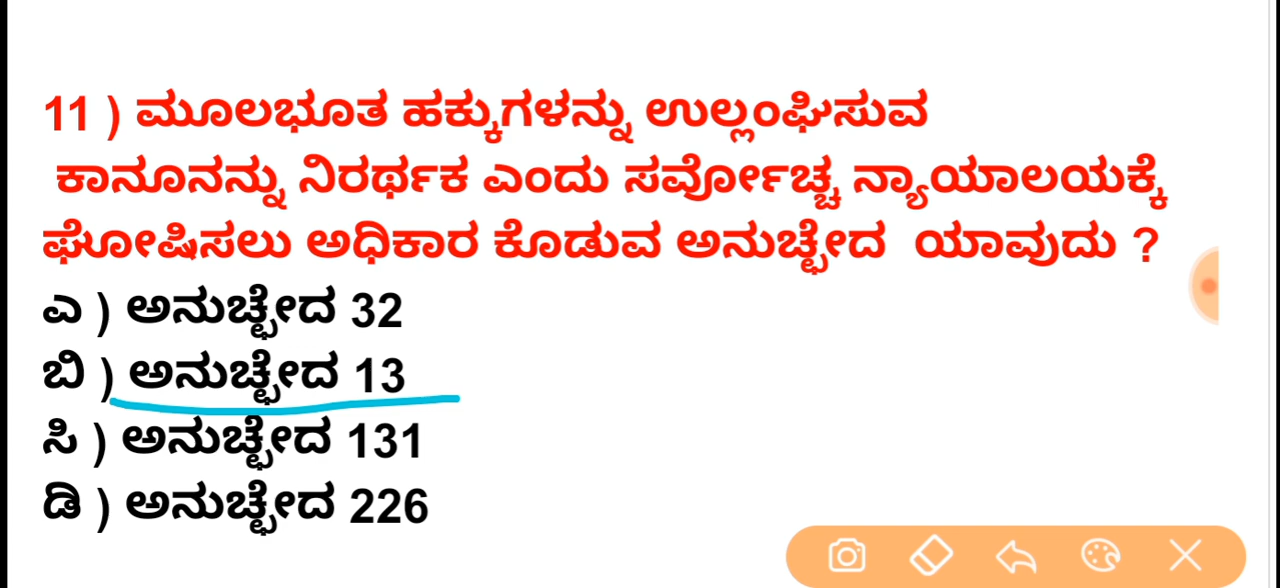 11 ) ಮೂಲಭೂತ ಹಕ್ಕುಗಳನ್ನು ಉಲ್ಲಂಘಿಸುವ
ಕಾನೂನನ್ನು ನಿರರ್ಥಕ ಎಂದು ಸರ್ವೋಚ್ಚ ನ್ಯಾಯಾಲಯಕ್ಕೆ
ಘೋಷಿಸಲು ಅಧಿಕಾರ ಕೊಡುವ ಅನುಚ್ಛೇದ ಯಾವುದು ?
ಎ ) ಅನುಚ್ಛೇದ 32
ಬಿ ) ಅನುಚ್ಛೇದ 13
ಸಿ ) ಅನುಚ್ಛೇದ 131
ಡಿ ) ಅನುಚ್ಛೇದ 226